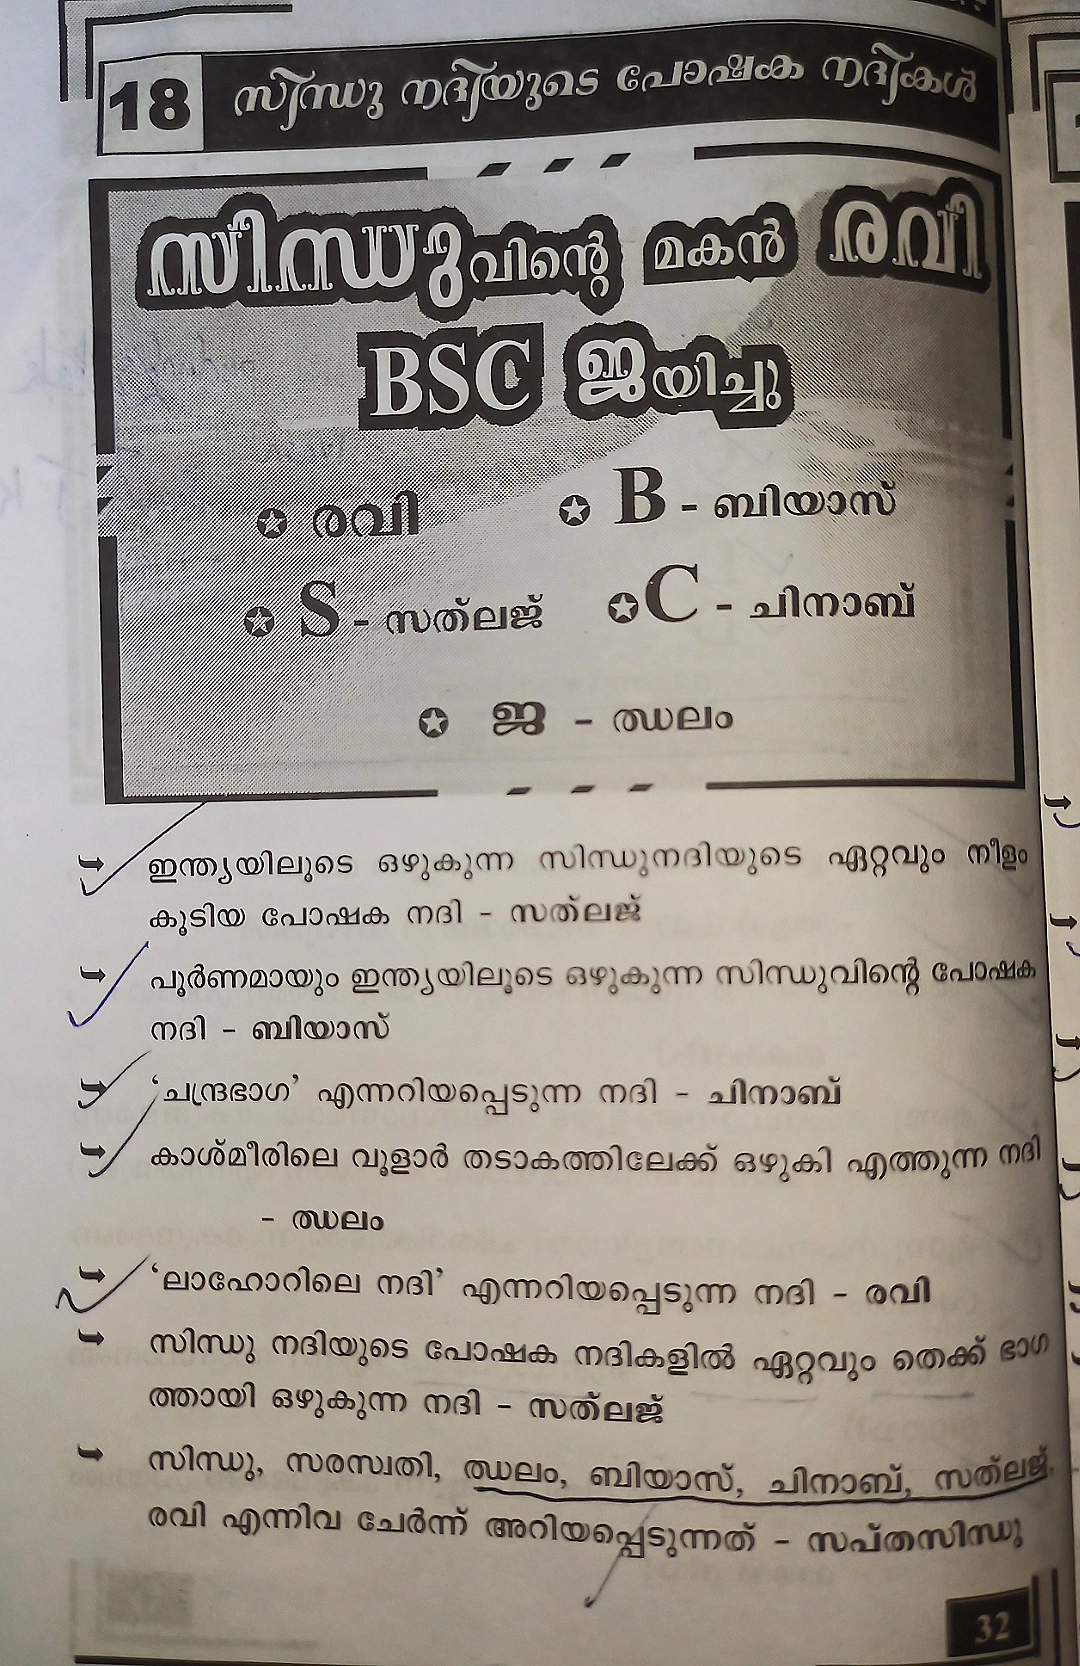 18 സിന്ധു നദിയുടെ പോഷക നദികൾ
സിന്ധുവിന്റെ മകൻ രവി
BSC ജയിച്ചു
രവി B - ബിയാസ്
S - സത്ലജ് C - ചിനാബ്
ജ - ഝലം
ഇന്ത്യയിലൂടെ ഒഴുകുന്ന സിന്ധുനദിയുടെ ഏറ്റവും നീളം
കൂടിയ പോഷക നദി - സത്ലജ്
പൂർണമായും ഇന്ത്യയിലൂടെ ഒഴുകുന്ന സിന്ധുവിന്റെ പോഷക
നദി - ബിയാസ്
'ചന്ദ്രഭാഗ' എന്നറിയപ്പെടുന്ന നദി - ചിനാബ്
കാശ്മീരിലെ വൂളാർ തടാകത്തിലേക്ക് ഒഴുകി എത്തുന്ന നദി
- ഝലം
'ലാഹോറിലെ നദി' എന്നറിയപ്പെടുന്ന നദി - രവി
സിന്ധു നദിയുടെ പോഷക നദികളിൽ ഏറ്റവും തെക്ക് ഭാഗ
ത്തായി ഒഴുകുന്ന നദി - സത്ലജ്
സിന്ധു, സരസ്വതി, ഝലം, ബിയാസ്, ചിനാബ്, സത്ലജ്,
രവി എന്നിവ ചേർന്ന് അറിയപ്പെടുന്നത് - സപ്തസിന്ധു
32